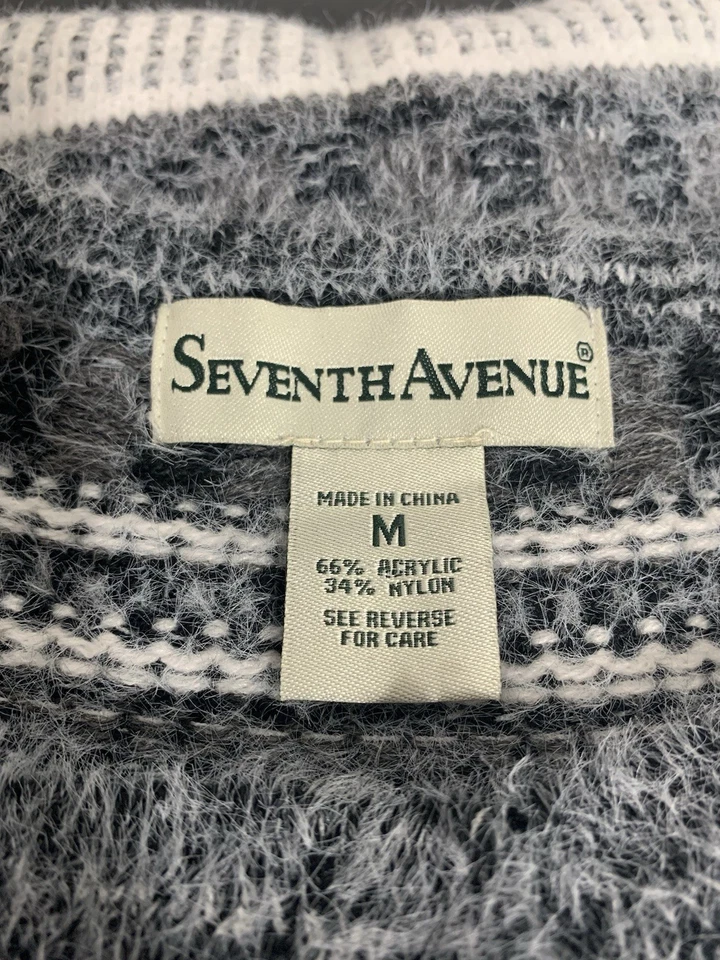 SEVENTH AVENUE®
MADE IN CHINA
M
66% ACRYLIC
34% NYLON
SEE REVERSE
FOR CARE